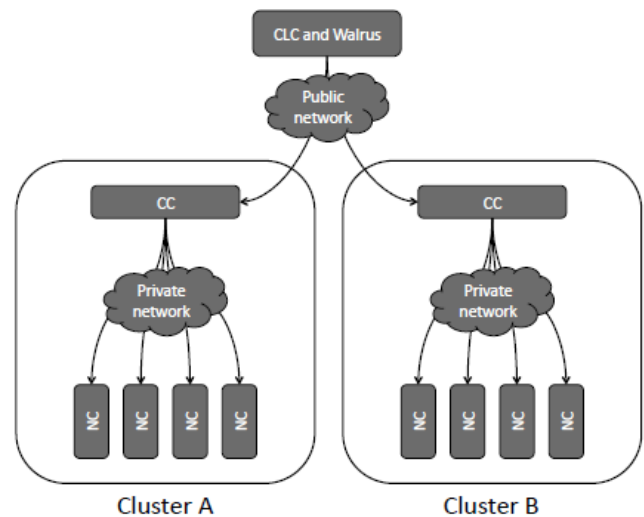 CLC and Walrus
Public
network
CC
CC
Private
network
Private
network
NC
NC
NC
NC
NC
NC
NC
NC
Cluster A
Cluster B